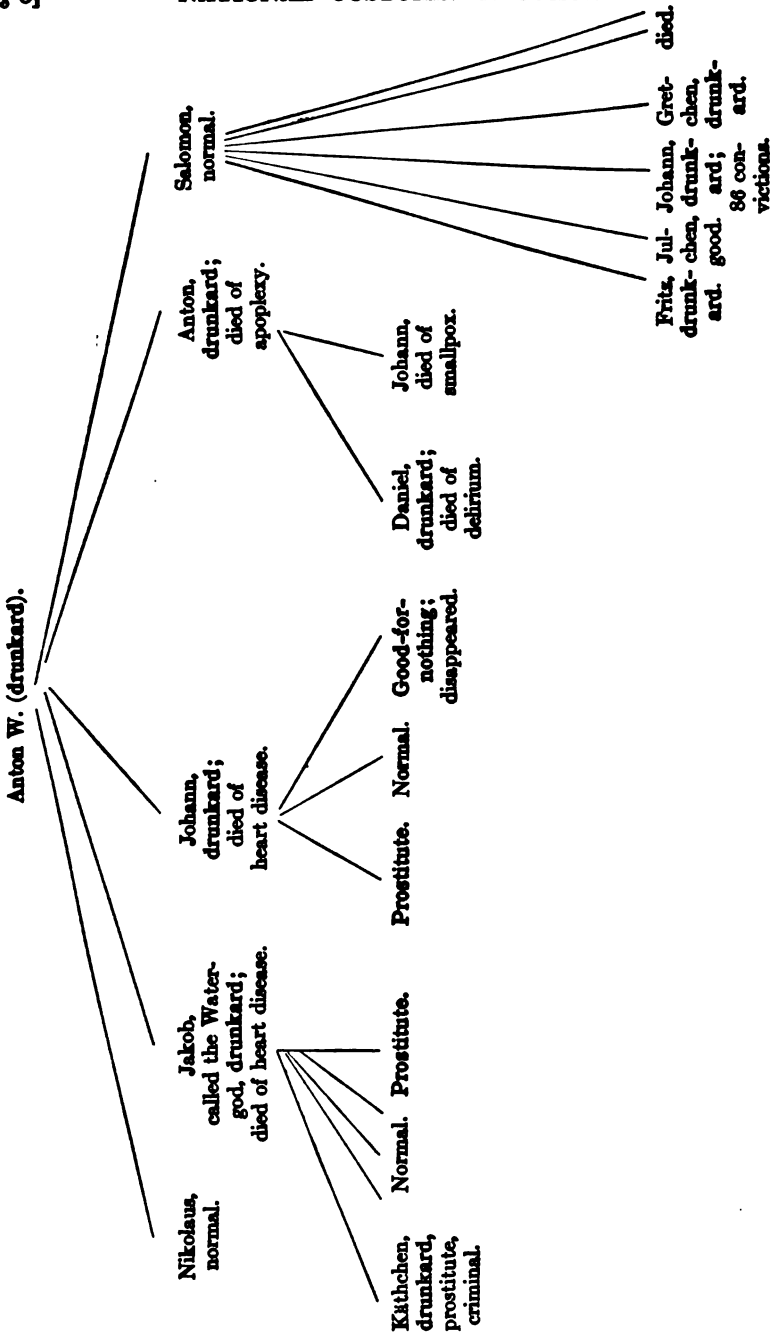 Anton W. (drunkard).
Nikolaus,
normal.
Jakob,
called the Water-
god, drunkard;
died of heart disease.
Johann,
drunkard;
died of
heart disease.
Anton,
drunkard;
died of
apoplexy.
Salomon,
normal.
Käthchen,
drunkard,
prostitute,
criminal.
Normal.
Prostitute.
Prostitute.
Normal.
Good-for-
nothing;
disappeared.
Daniel,
drunkard;
died of
delirium.
Johann,
died of
smallpox.
Fritz,
drunk-
ard.
Jul-
chen,
good.
Johann,
drunk-
ard;
86 con-
victions.
Gret-
chen,
drunk-
ard.
died.